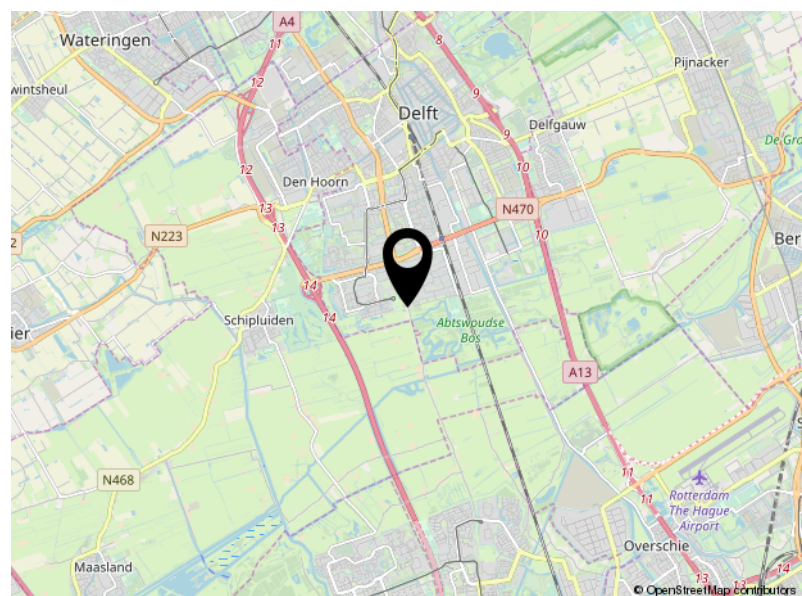 A4
11
8
Wateringen
12
Pijnacker
wintsheul
9
Delft
Delfgauw
9
De Gro
12
10
Den Hoorn
13
N470
13
N223
2
10
Ber
14
14
Schipluiden
Abtswoudse
Bos
ier
A13
11
N468
11
Rotterdam
The Hague
Airport
Overschie
Maasland
13
13
14
© OpenStreetMap contributors